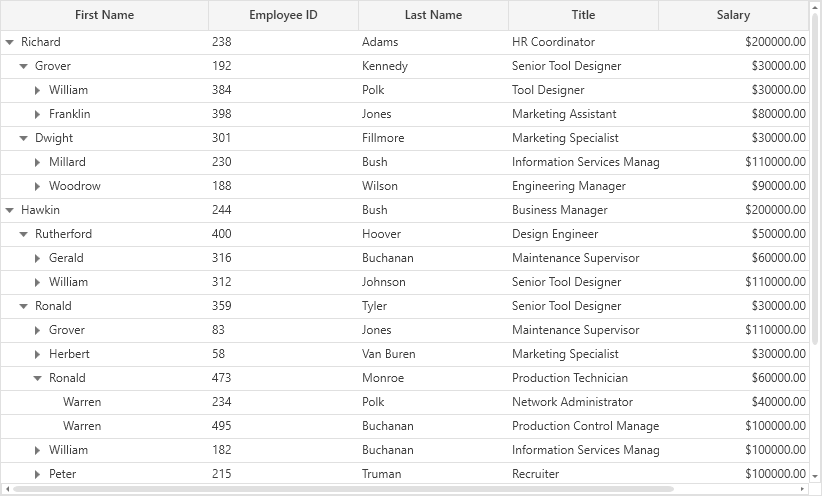 First Name Employee ID Last Name Title Salary
Richard 238 Adams HR Coordinator $200000.00
Grover 192 Kennedy Senior Tool Designer $30000.00
William 384 Polk Tool Designer $30000.00
Franklin 398 Jones Marketing Assistant $80000.00
Dwight 301 Fillmore Marketing Specialist $30000.00
Millard 230 Bush Information Services Manag $110000.00
Woodrow 188 Wilson Engineering Manager $90000.00
Hawkin 244 Bush Business Manager $200000.00
Rutherford 400 Hoover Design Engineer $50000.00
Gerald 316 Buchanan Maintenance Supervisor $60000.00
William 312 Johnson Senior Tool Designer $110000.00
Ronald 359 Tyler Senior Tool Designer $30000.00
Grover 83 Jones Maintenance Supervisor $110000.00
Herbert 58 Van Buren Marketing Specialist $30000.00
Ronald 473 Monroe Production Technician $60000.00
Warren 234 Polk Network Administrator $40000.00
Warren 495 Buchanan Production Control Manage $100000.00
William 182 Buchanan Information Services Manag $100000.00
Peter 215 Truman Recruiter $100000.00